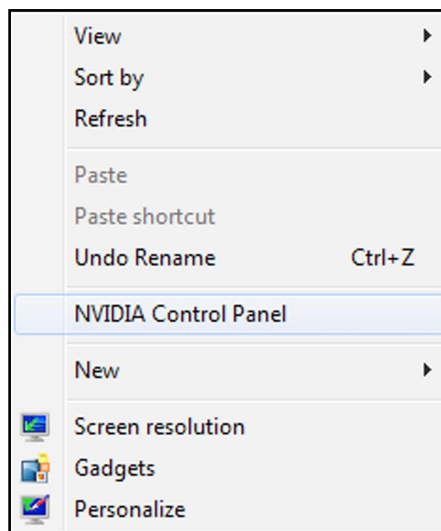 View
Sort by
Refresh
Paste
Paste shortcut
Undo Rename Ctrl+Z
NVIDIA Control Panel
New
Screen resolution
Gadgets
Personalize